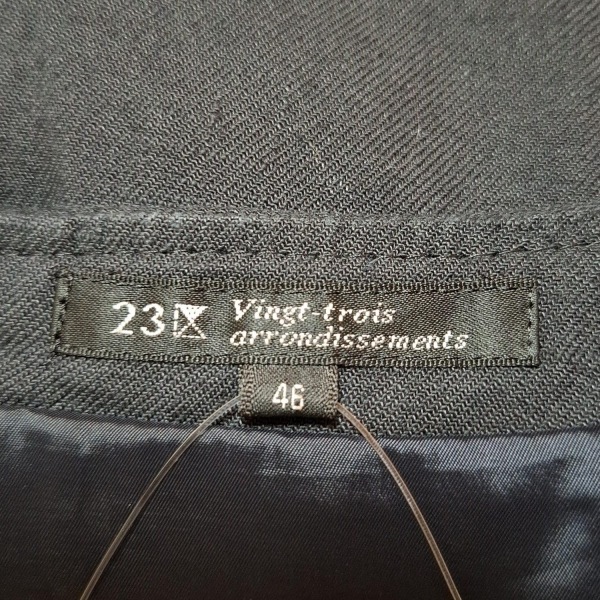 23区 Vingt-trois
arrondissements
46